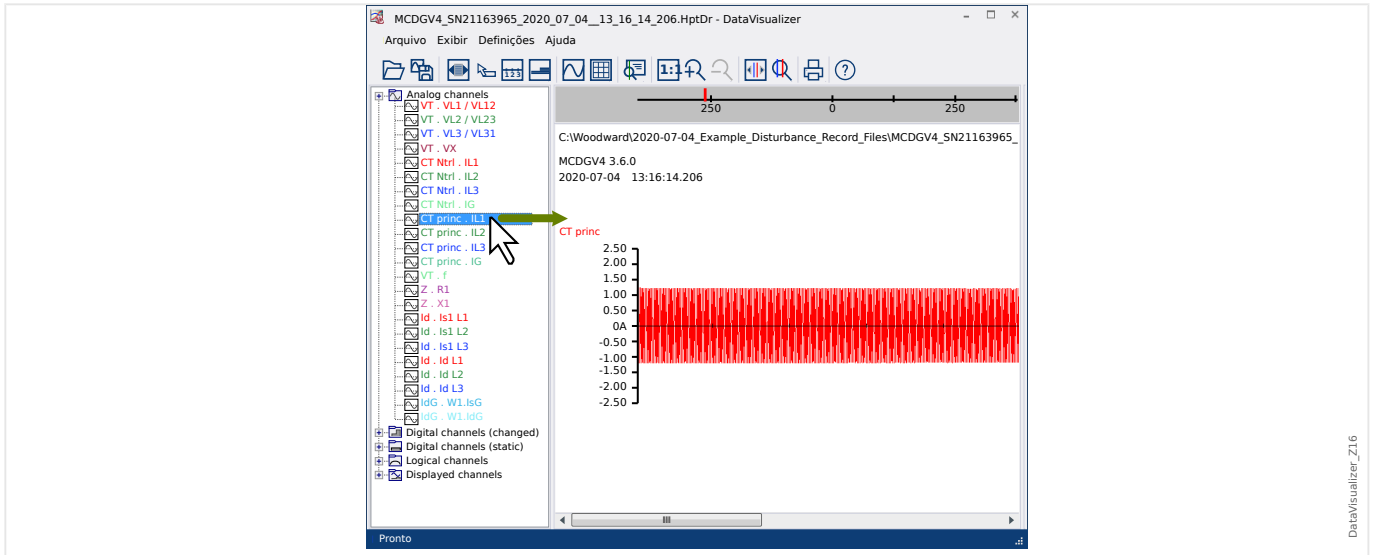 MCDGV4_SN21163965_2020_07_04__13_16_14_206.HptDr - DataVisualizer
Arquivo Exibir Definições Ajuda
123
1:1
?
Analog channels
VT . VL1 / VL12
VT . VL2 / VL23
VT . VL3 / VL31
VT . VX
CT Ntrl . IL1
CT Ntrl . IL2
CT Ntrl . IL3
CT Ntrl . IG
CT princ . IL1
CT princ . IL2
CT princ . IL3
CT princ . IG
VT . f
Z . R1
Z . X1
Id . Is1 L1
Id . Is1 L2
Id . Is1 L3
Id . Id L1
Id . Id L2
Id . Id L3
IdG . W1.IsG
IdG . W1.IdG
Digital channels (changed)
Digital channels (static)
Logical channels
Displayed channels
250 0 250
C:\Woodward\2020-07-04_Example_Disturbance_Record_Files\MCDGV4_SN21163965_
MCDGV4 3.6.0
2020-07-04 13:16:14.206
CT princ
2.50
2.00
1.50
1.00
0.50
0A
-0.50
-1.00
-1.50
-2.00
-2.50
Pronto
DataVisualizer_Z16